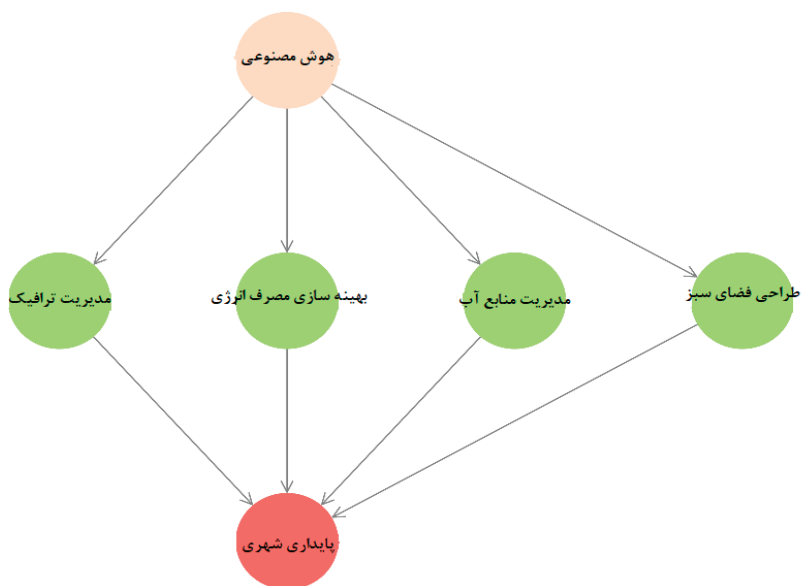 هوش مصنوعی
طراحی فضای سبز
مدیریت منابع آب
بهینه سازی مصرف انرژی
مدیریت ترافیک
پایداری شهری